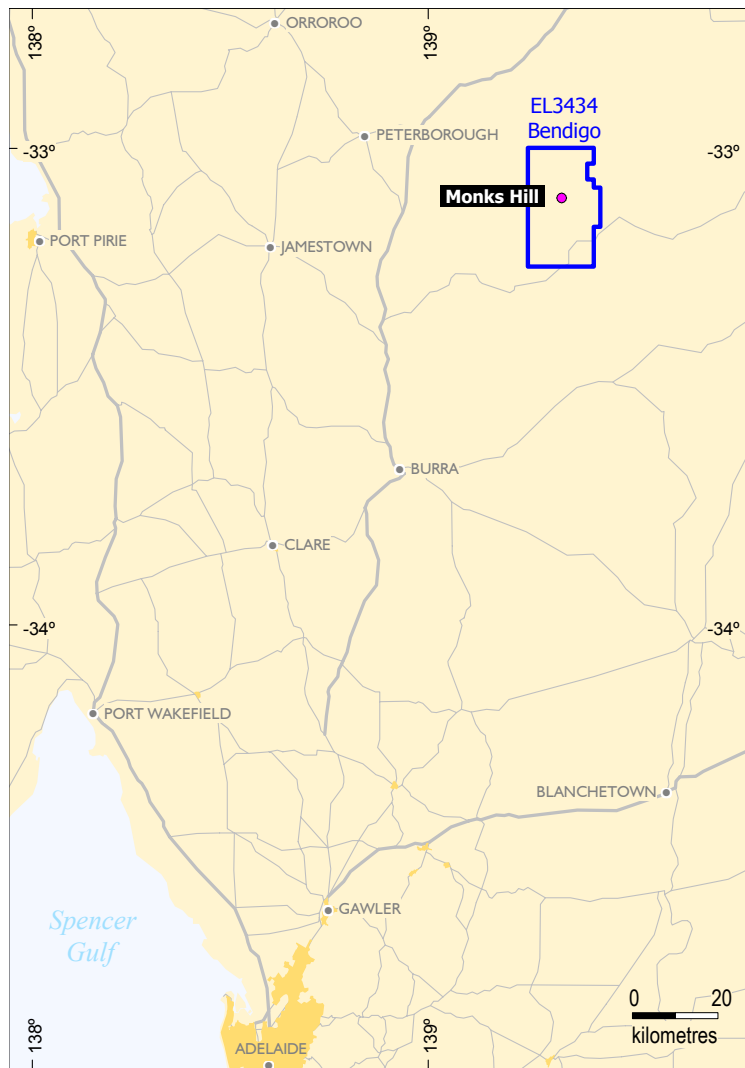 138°
139°
ORROROO
EL3434
Bendigo
PETERBOROUGH
-33°
-33°
Monks Hill
PORT PIRIE
JAMESTOWN
BURRA
CLARE
-34°
-34°
PORT WAKEFIELD
BLANCHETOWN
GAWLER
Spencer
Gulf
0 20
kilometres
ADELAIDE
138°
139°